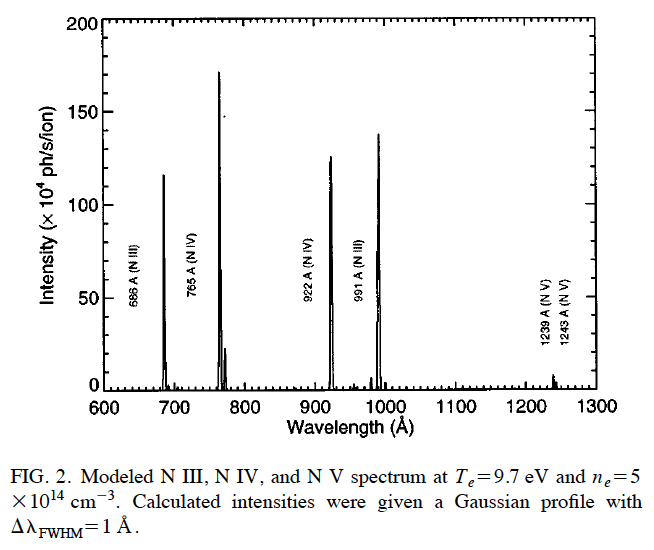 200
150
100
50
0
Intensity (× 10⁴ ph/s/ion)
686 A (N III)
765 A (N IV)
922 A (N IV)
991 A (N III)
1239 A (N V)
1243 A (N V)
600 700 800 900 1000 1100 1200 1300
Wavelength (Å)
FIG. 2. Modeled N III, N IV, and N V spectrum at Tₑ=9.7 eV and nₑ=5
×10¹⁴ cm⁻³. Calculated intensities were given a Gaussian profile with
Δλ_FWHM=1 Å.